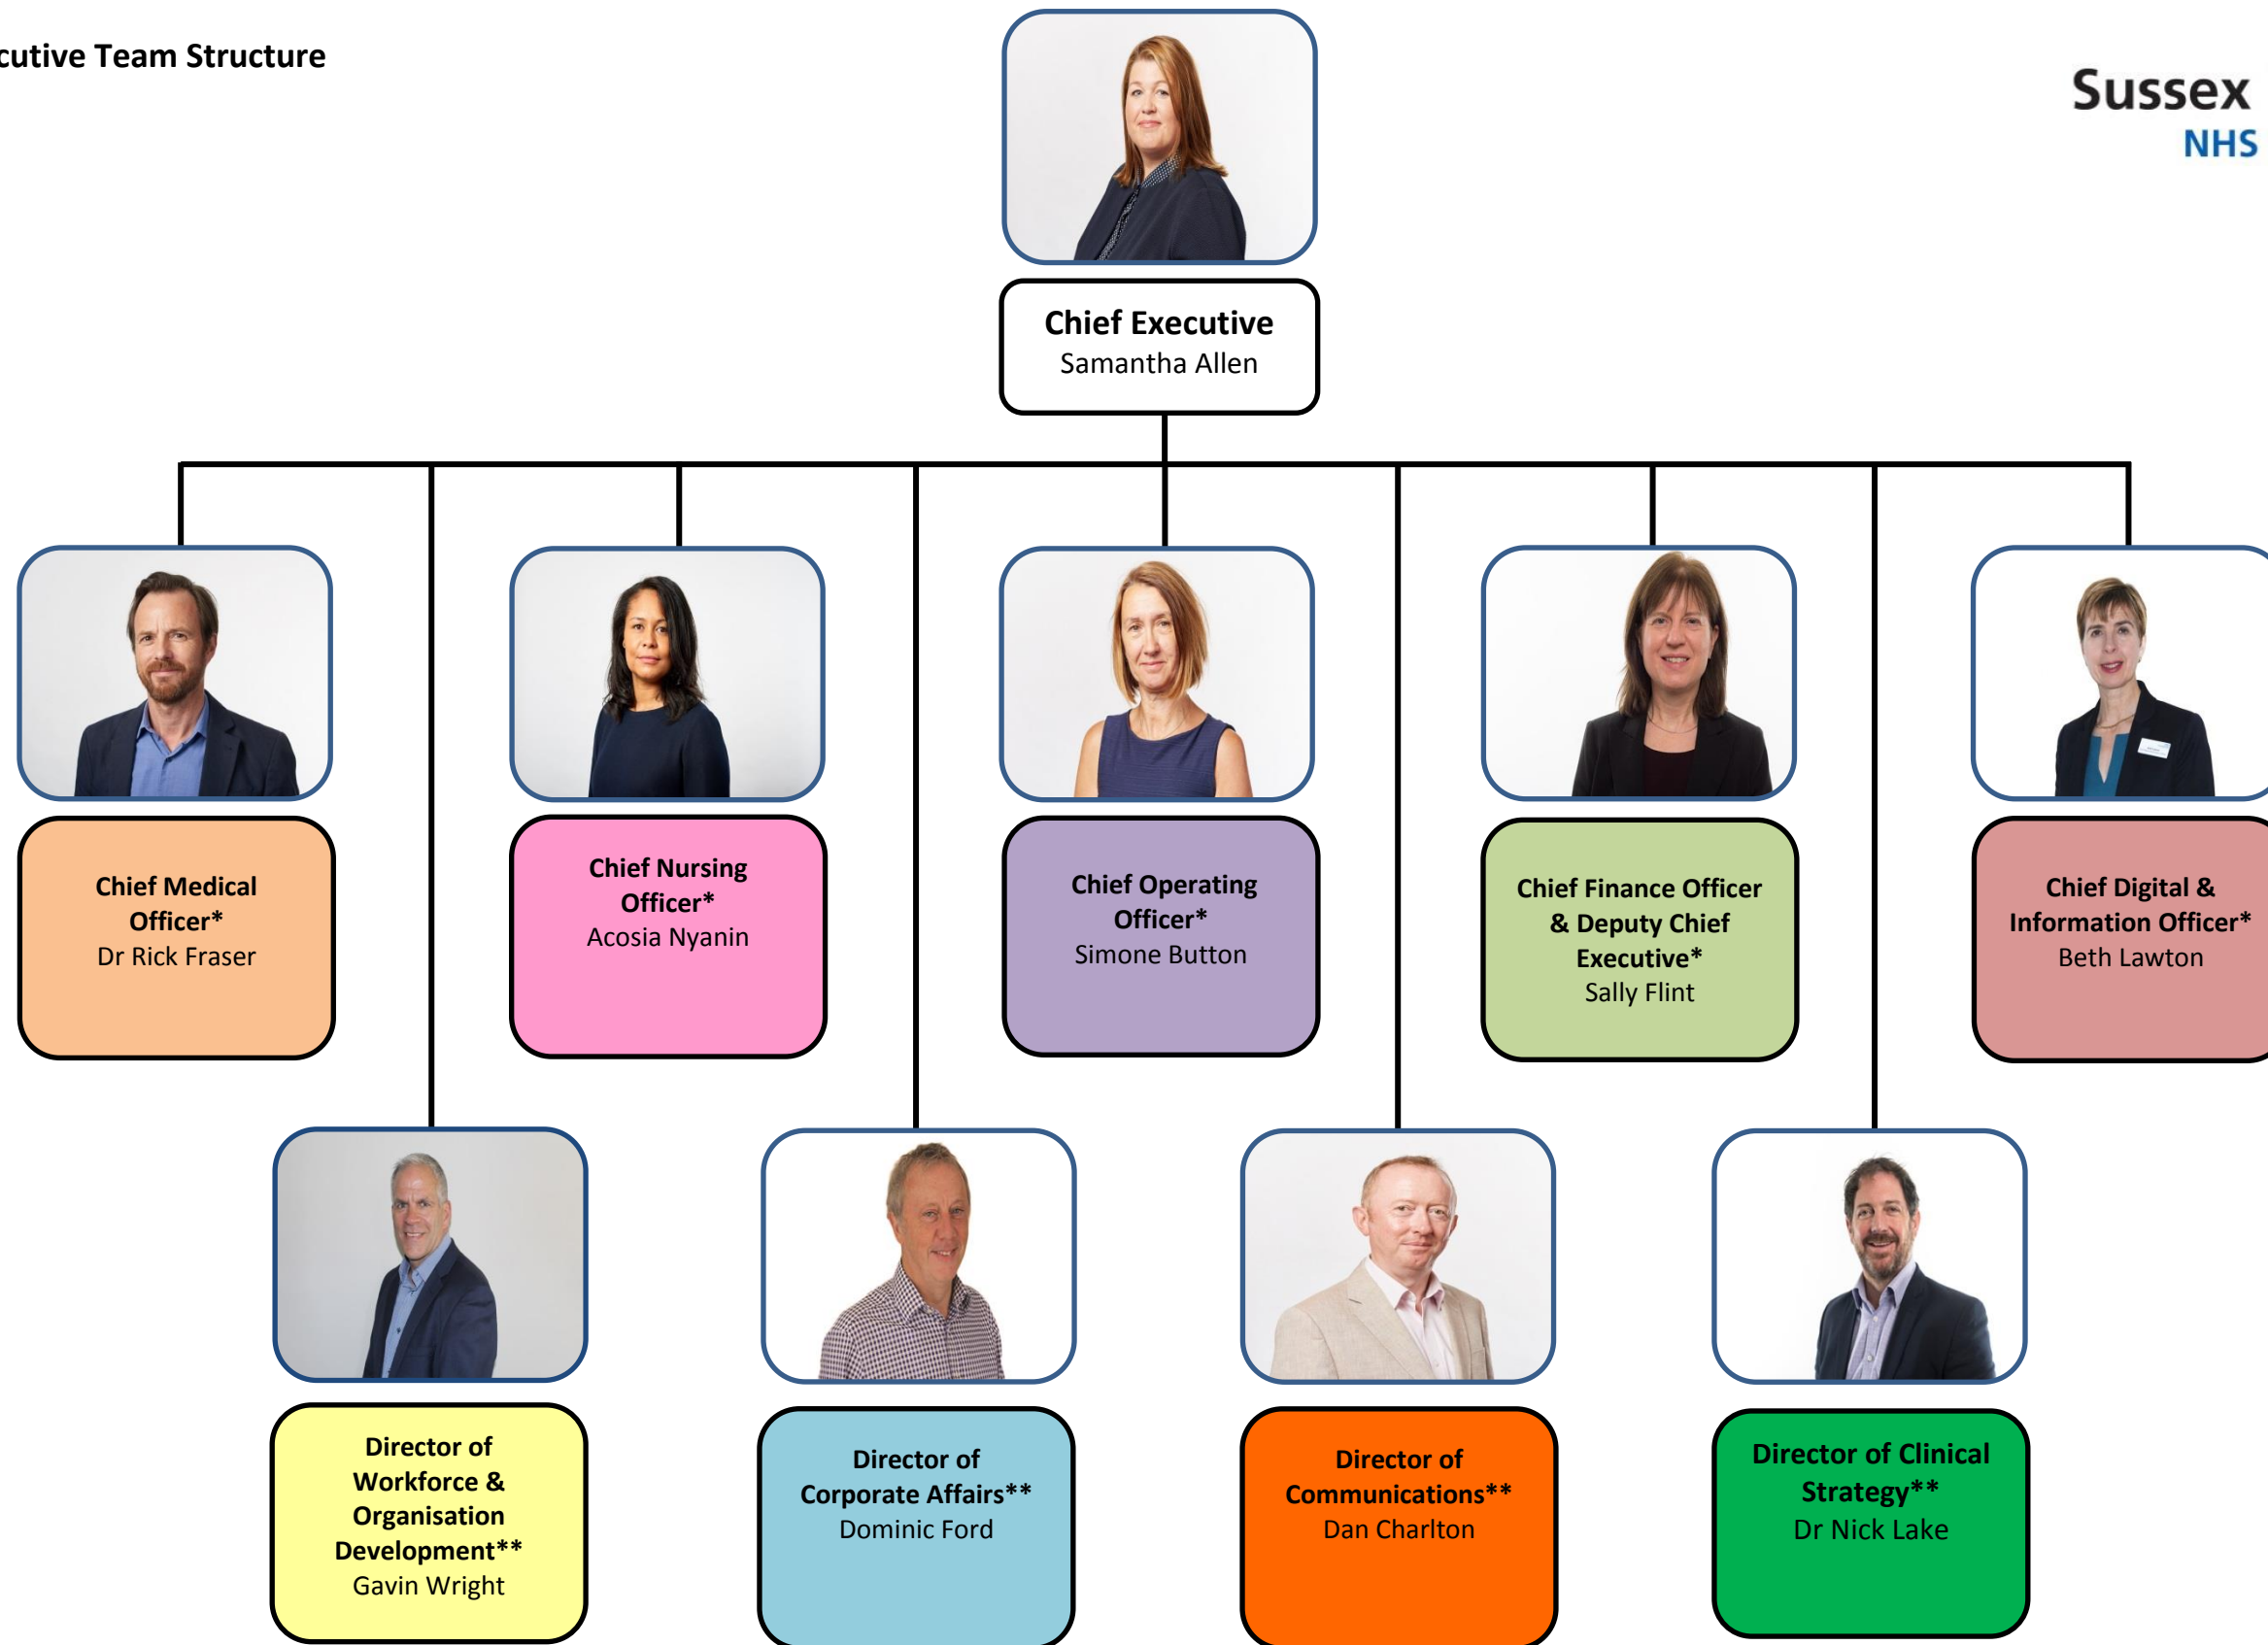 cutive Team Structure
Sussex
NHS
Chief Executive
Samantha Allen
Chief Medical
Officer*
Dr Rick Fraser
Chief Nursing
Officer*
Acosia Nyanin
Chief Operating
Officer*
Simone Button
Chief Finance Officer
& Deputy Chief
Executive*
Sally Flint
Chief Digital &
Information Officer*
Beth Lawton
Director of
Workforce &
Organisation
Development**
Gavin Wright
Director of
Corporate Affairs**
Dominic Ford
Director of
Communications**
Dan Charlton
Director of Clinical
Strategy**
Dr Nick Lake